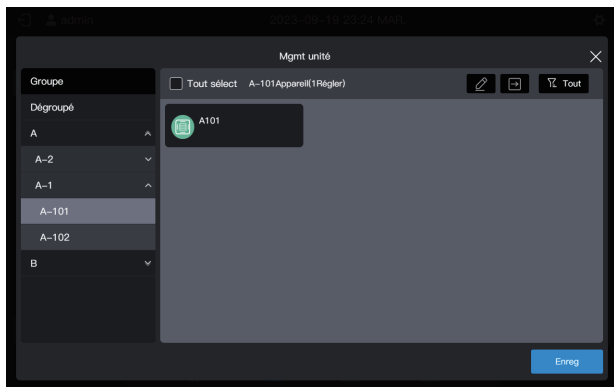 admin 2023-09-19 23:24 MAR.
Mgmt unité
Groupe
Tout sélect A-101Appareil(1Régler)
Tout
Dégroupé
A101
A
A-2
A-1
A-101
A-102
B
Enreg